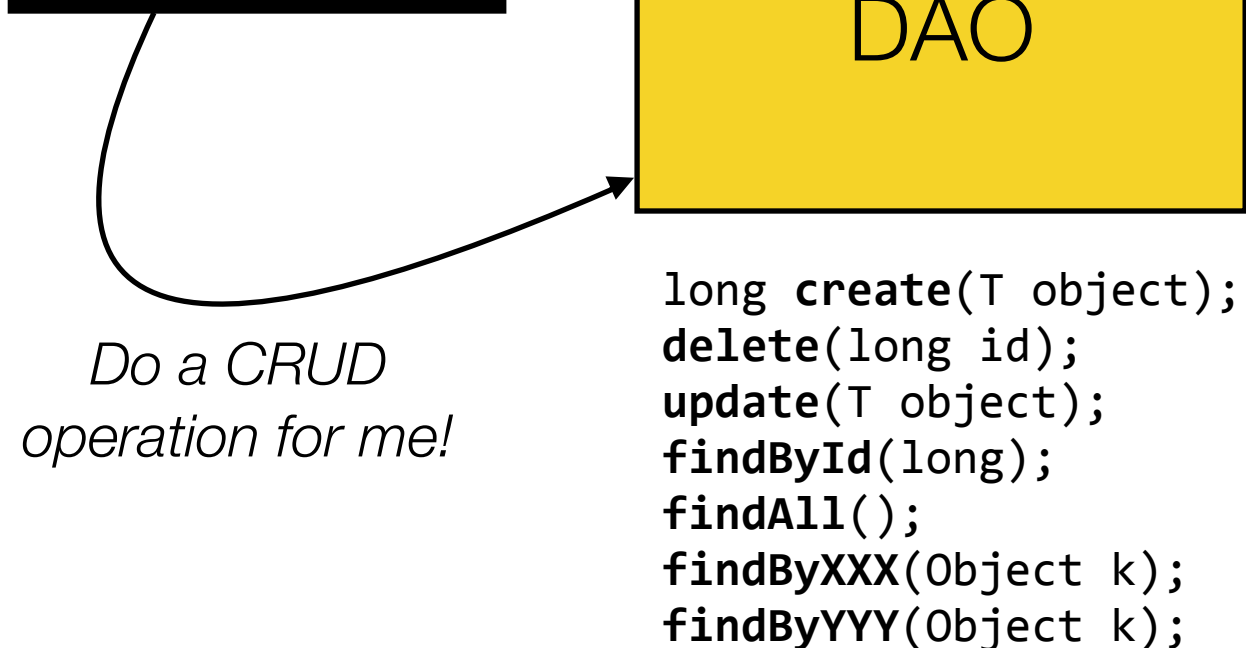 DAO
Do a CRUD
operation for me!
long create(T object);
delete(long id);
update(T object);
findById(long);
findAll();
findByXXX(Object k);
findByYYY(Object k);